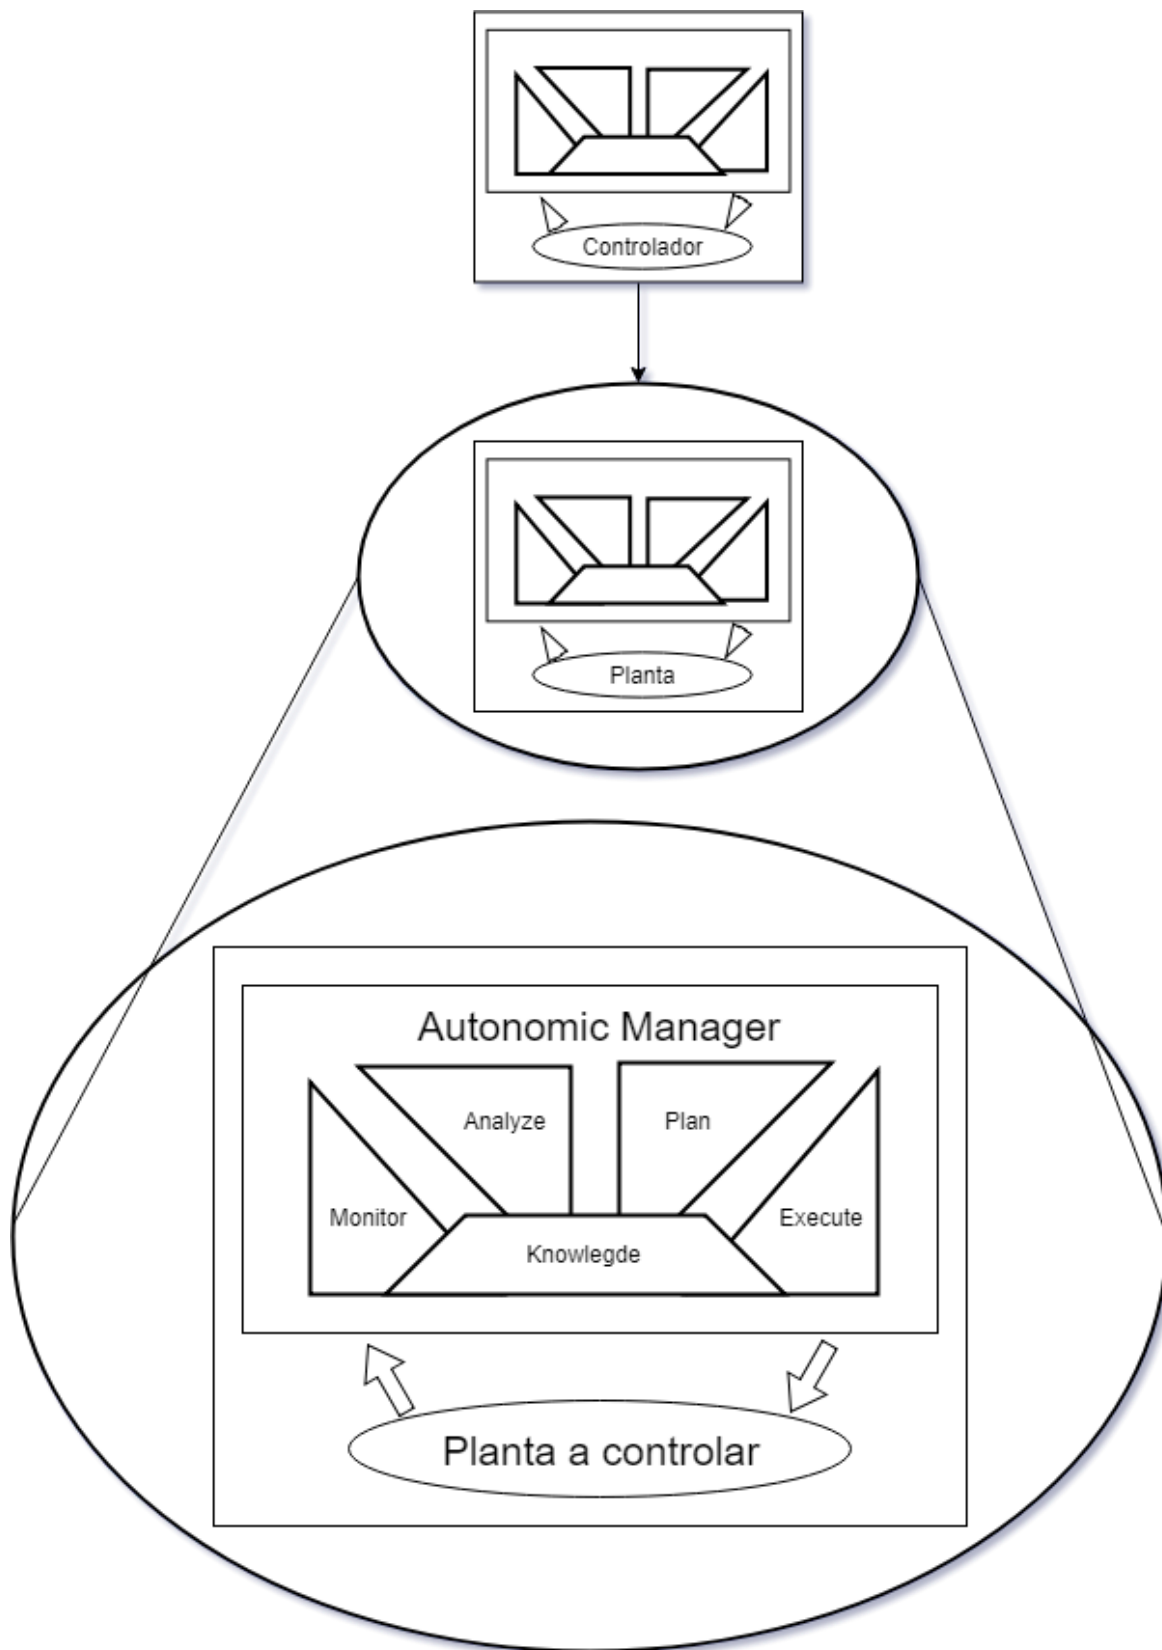 Controlador
Planta
Autonomic Manager
Analyze
Plan
Monitor
Execute
Knowlegde
Planta a controlar